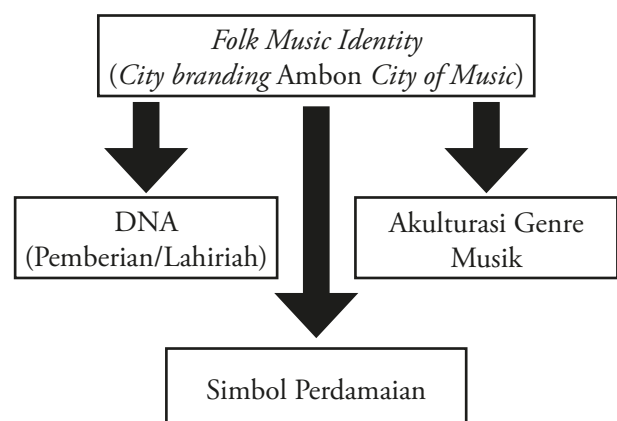 Folk Music Identity
(City branding Ambon City of Music)
DNA
(Pemberian/Lahiriah)
Akulturasi Genre
Musik
Simbol Perdamaian